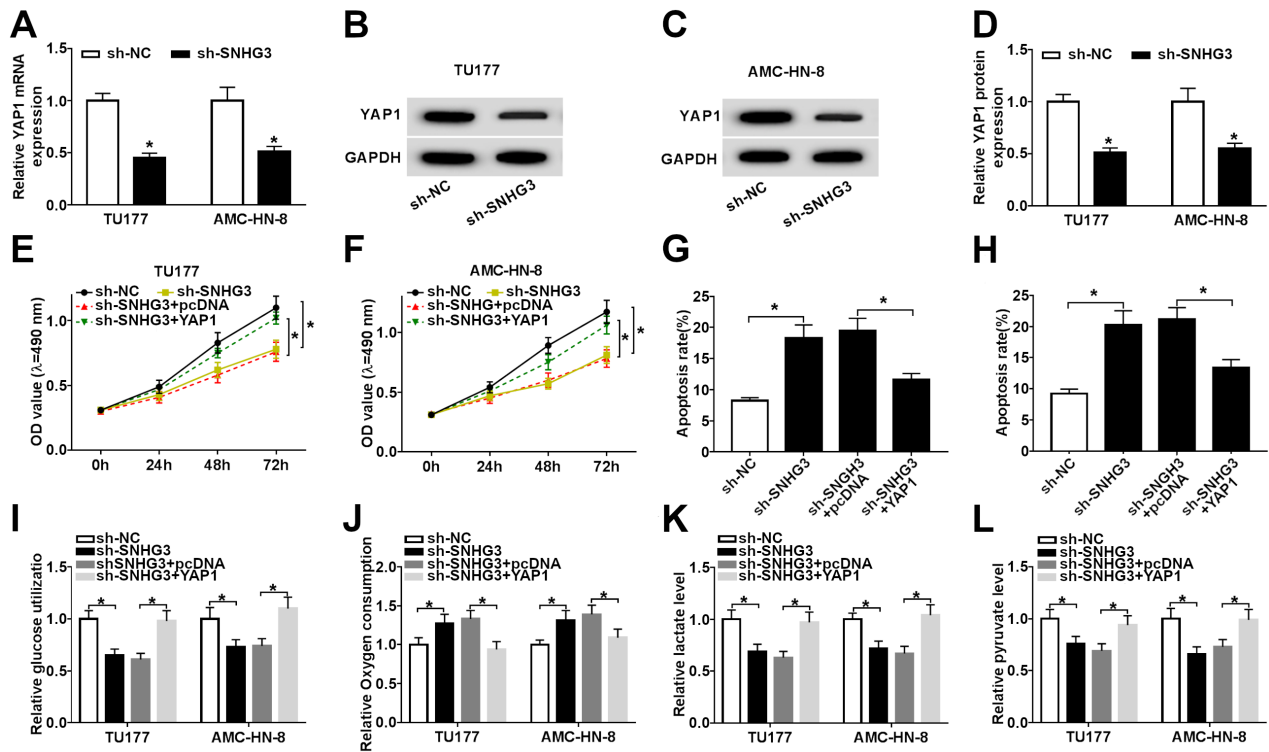 A
sh-NC sh-SNHG3
Relative YAP1 mRNA
expression
1.5
1.0
0.5
0.0
* *
TU177 AMC-HN-8
B
TU177
YAP1
GAPDH
sh-NC
sh-SNHG3
C
AMC-HN-8
YAP1
GAPDH
sh-NC
sh-SNHG3
D
sh-NC sh-SNHG3
Relative YAP1 protein
expression
1.5
1.0
0.5
0.0
* *
TU177 AMC-HN-8
E
TU177
sh-NC sh-SNHG3
sh-SNHG3+pcDNA
sh-SNHG3+YAP1
OD value (λ=490 nm)
1.0
0.5
0.0
* *
0h 24h 48h 72h
F
AMC-HN-8
sh-NC sh-SNHG3
sh-SNHG+pcDNA
sh-SNHG3+YAP1
OD value (λ=490 nm)
1.0
0.5
0.0
* *
0h 24h 48h 72h
G
Apoptosis rate(%)
25
20
15
10
5
0
* *
sh-NC
sh-SNHG3
sh-SNGH3
+pcDNA
sh-SNHG3
+YAP1
H
Apoptosis rate(%)
25
20
15
10
5
0
* *
sh-NC
sh-SNHG3
sh-SNGH3
+pcDNA
sh-SNHG3
+YAP1
I
sh-NC
sh-SNHG3
shSNHG3+pcDNA
sh-SNHG3+YAP1
Relative glucose utilizatio
1.5
1.0
0.5
0.0
* * * *
TU177 AMC-HN-8
J
sh-NC
sh-SNHG3
sh-SNHG3+pcDNA
sh-SNHG3+YAP1
Relative Oxygen consumption
2.0
1.5
1.0
0.5
0.0
* * * *
TU177 AMC-HN-8
K
sh-NC
sh-SNHG3
sh-SNHG3+pcDNA
sh-SNHG3+YAP1
Relative lactate level
1.5
1.0
0.5
0.0
* * * *
TU177 AMC-HN-8
L
sh-NC
sh-SNHG3
sh-SNHG3+pcDNA
sh-SNHG3+YAP1
Relative pyruvate level
1.5
1.0
0.5
0.0
* * * *
TU177 AMC-HN-8